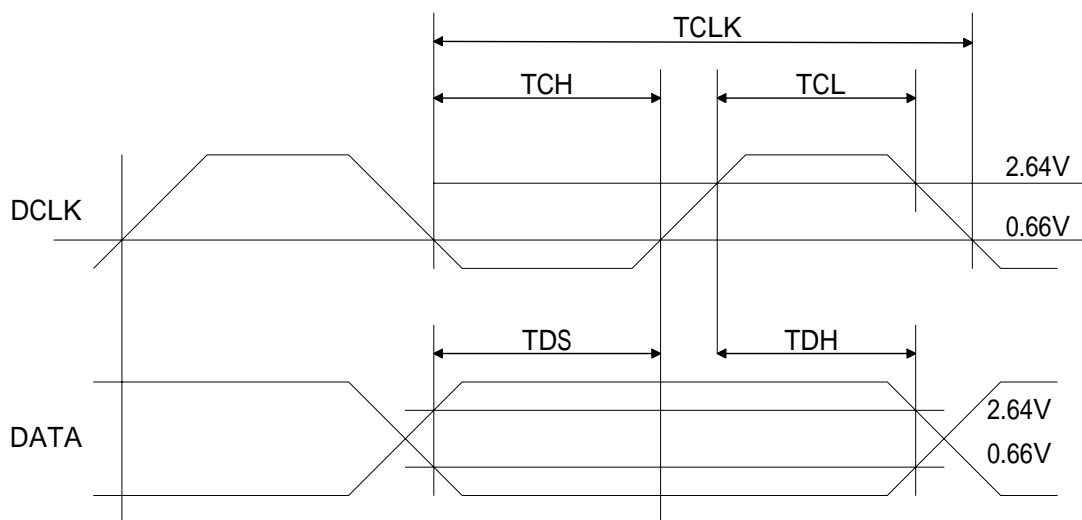 TCLK
TCH TCL
2.64V
DCLK
0.66V
TDS TDH
2.64V
DATA
0.66V